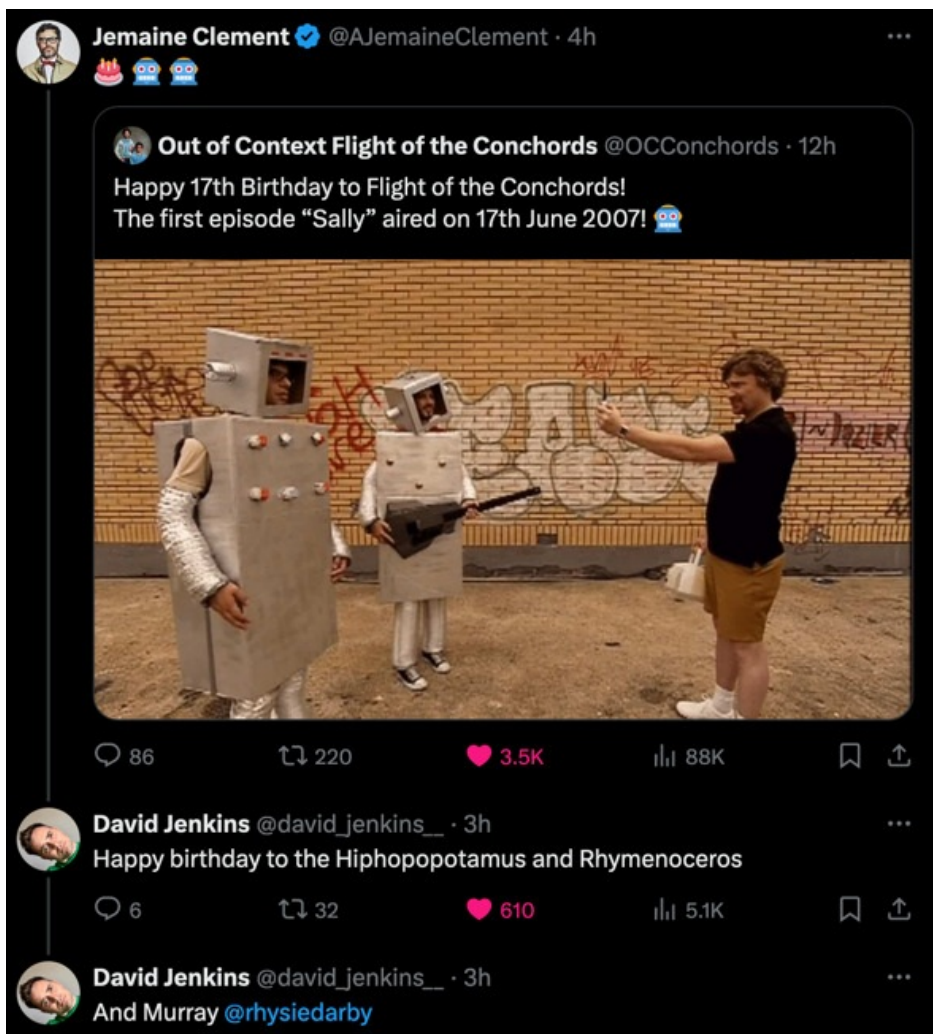 Jemaine Clement @AJemaineClement · 4h
🎂🤖🤖
Out of Context Flight of the Conchords @OCConchords · 12h
Happy 17th Birthday to Flight of the Conchords!
The first episode “Sally” aired on 17th June 2007! 🤖
86 220 3.5K 88K
David Jenkins @david_jenkins__ · 3h
Happy birthday to the Hiphopopotamus and Rhymenoceros
6 32 610 5.1K
David Jenkins @david_jenkins__ · 3h
And Murray @rhysiedarby